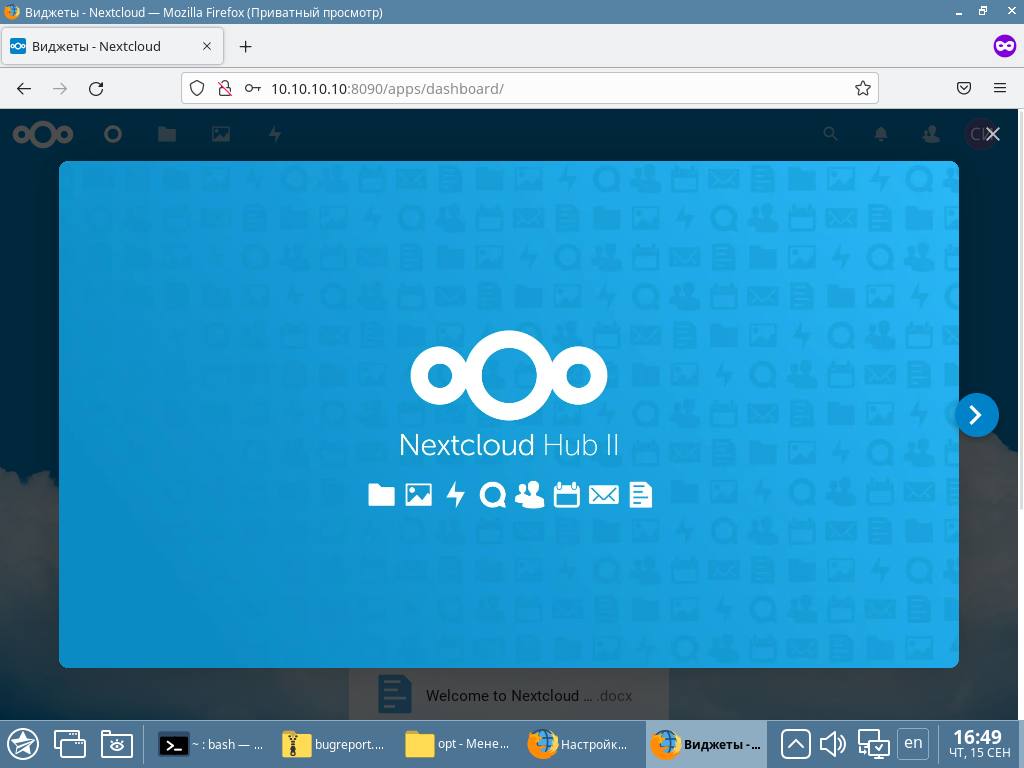 Виджеты - Nextcloud — Mozilla Firefox (Приватный просмотр)
Виджеты - Nextcloud
10.10.10.10:8090/apps/dashboard/
Nextcloud Hub II
Welcome to Nextcloud ... .docx
~ : bash — ...
bugreport....
opt - Мене...
Настройк...
Виджеты -...
en
16:49
ЧТ, 15 СЕН